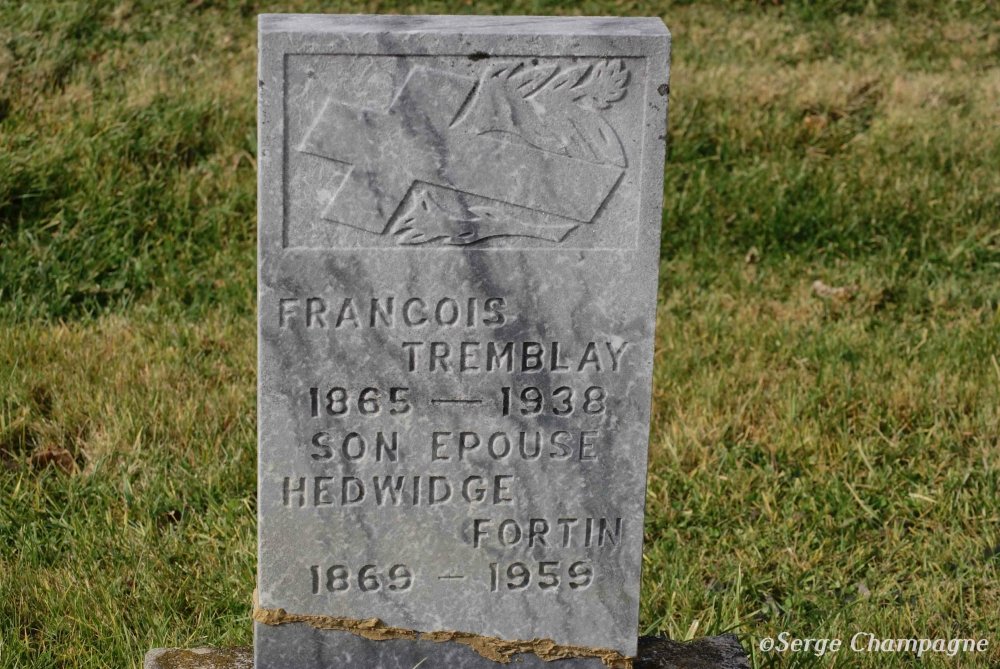 FRANCOIS
TREMBLAY
1865 — 1938
SON EPOUSE
HEDWIDGE
FORTIN
1869 — 1959
©Serge Champagne